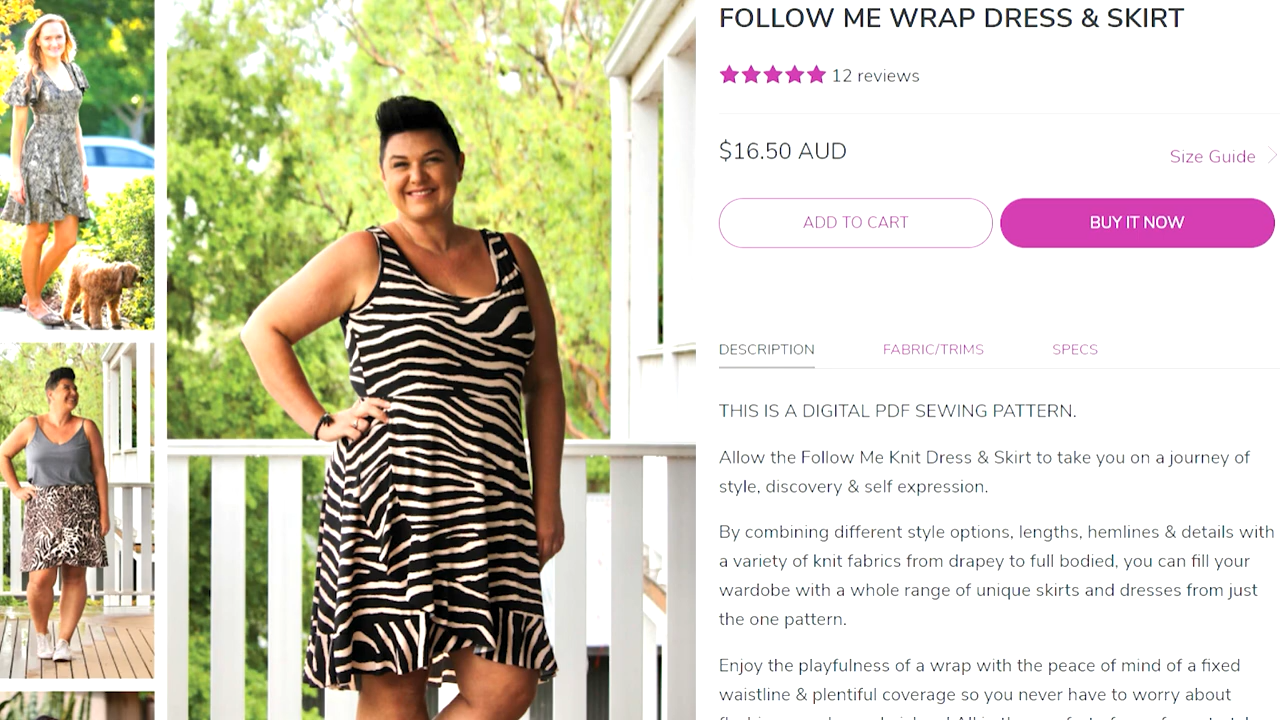 FOLLOW ME WRAP DRESS & SKIRT
12 reviews
$16.50 AUD
Size Guide
ADD TO CART
BUY IT NOW
DESCRIPTION
FABRIC/TRIMS
SPECS
THIS IS A DIGITAL PDF SEWING PATTERN.
Allow the Follow Me Knit Dress & Skirt to take you on a journey of
style, discovery & self expression.
By combining different style options, lengths, hemlines & details with
a variety of knit fabrics from drapey to full bodied, you can fill your
wardobe with a whole range of unique skirts and dresses from just
the one pattern.
Enjoy the playfulness of a wrap with the peace of mind of a fixed
waistline & plentiful coverage so you never have to worry about